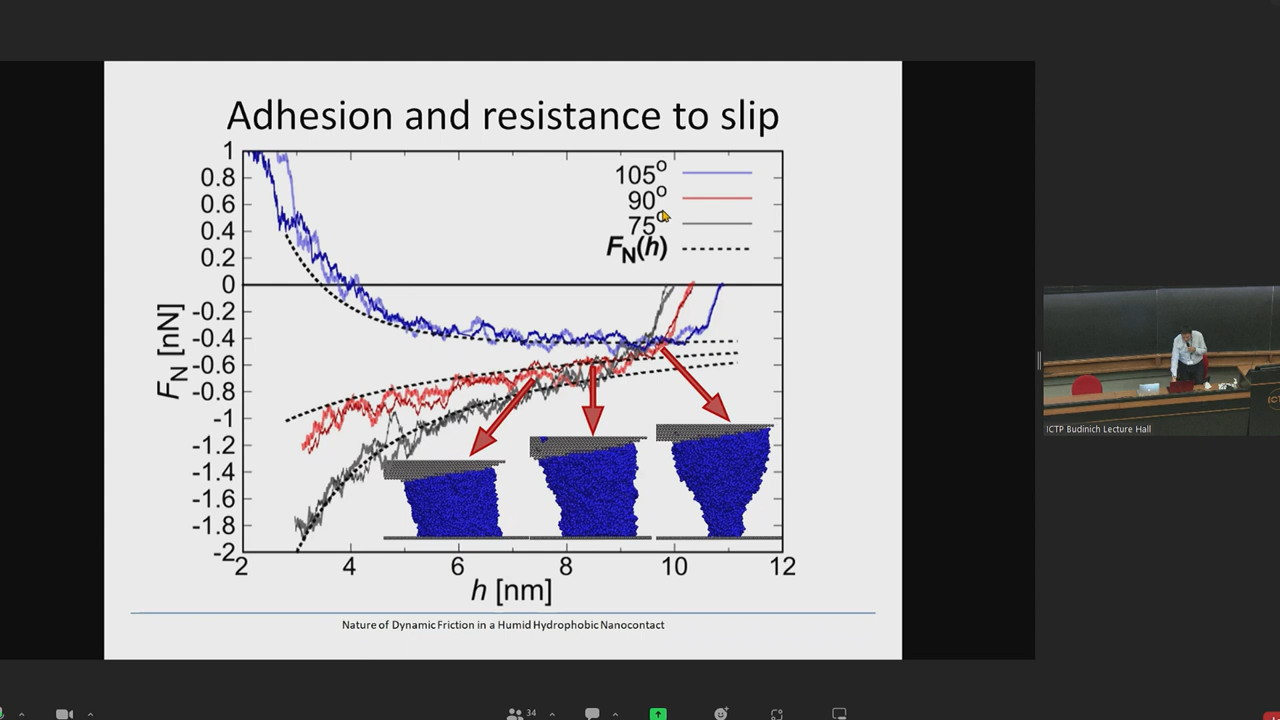 Adhesion and resistance to slip
1
0.8
0.6
0.4
0.2
0
-0.2
-0.4
-0.6
-0.8
-1
-1.2
-1.4
-1.6
-1.8
-2
F_N [nN]
105°
90°
75°
F_N(h)
2 4 6 8 10 12
h [nm]
Nature of Dynamic Friction in a Humid Hydrophobic Nanocontact
ICTP Budinich Lecture Hall
34